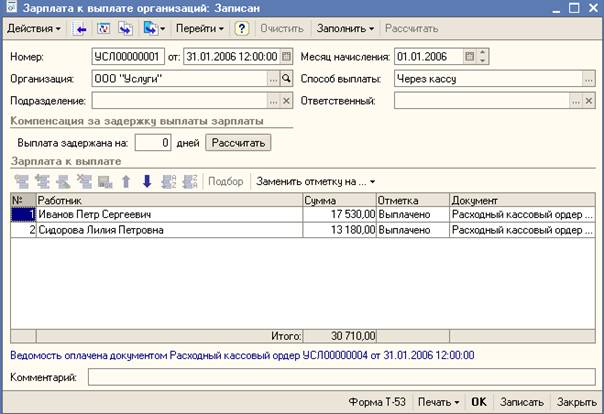 Зарплата к выплате организаций: Записан
Действия Перейти ? Очистить Заполнить Рассчитать
Номер: УСЛ00000001 от: 31.01.2006 12:00:00 Месяц начисления: 01.01.2006
Организация: ООО "Услуги" ... Способ выплаты: Через кассу ...
Подразделение: ... × Ответственный: ... ×
Компенсация за задержку выплаты зарплаты
Выплата задержана на: 0 дней Рассчитать
Зарплата к выплате
Подбор Заменить отметку на ...
№ Работник Сумма Отметка Документ
1 Иванов Петр Сергеевич 17 530,00 Выплачено Расходный кассовый ордер ...
2 Сидорова Лилия Петровна 13 180,00 Выплачено Расходный кассовый ордер ...
Итого: 30 710,00
Ведомость оплачена документом Расходный кассовый ордер УСЛ00000004 от 31.01.2006 12:00:00
Комментарий:
Форма Т-53 Печать OK Записать Закрыть